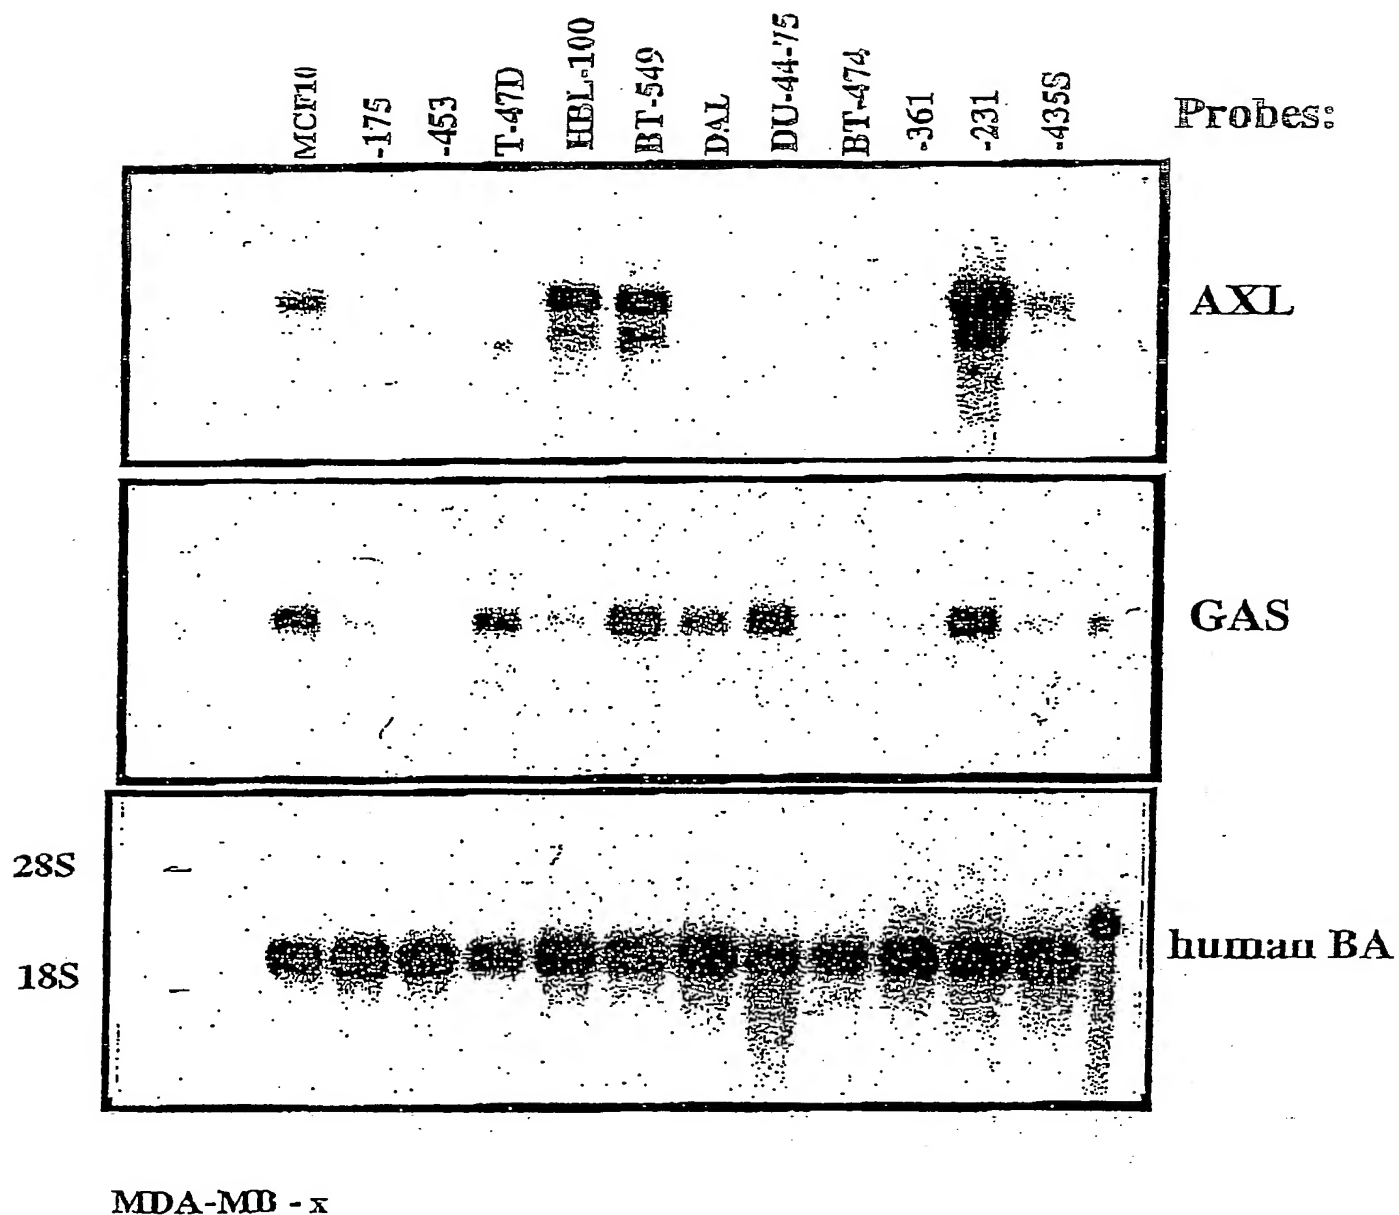 MCF10
-175
-453
T-47D
HBL-100
BT-549
DAL
DU-44-75
BT-474
-361
-231
-435S
Probes:
AXL
GAS
28S
18S
human BA
MDA-MB - x